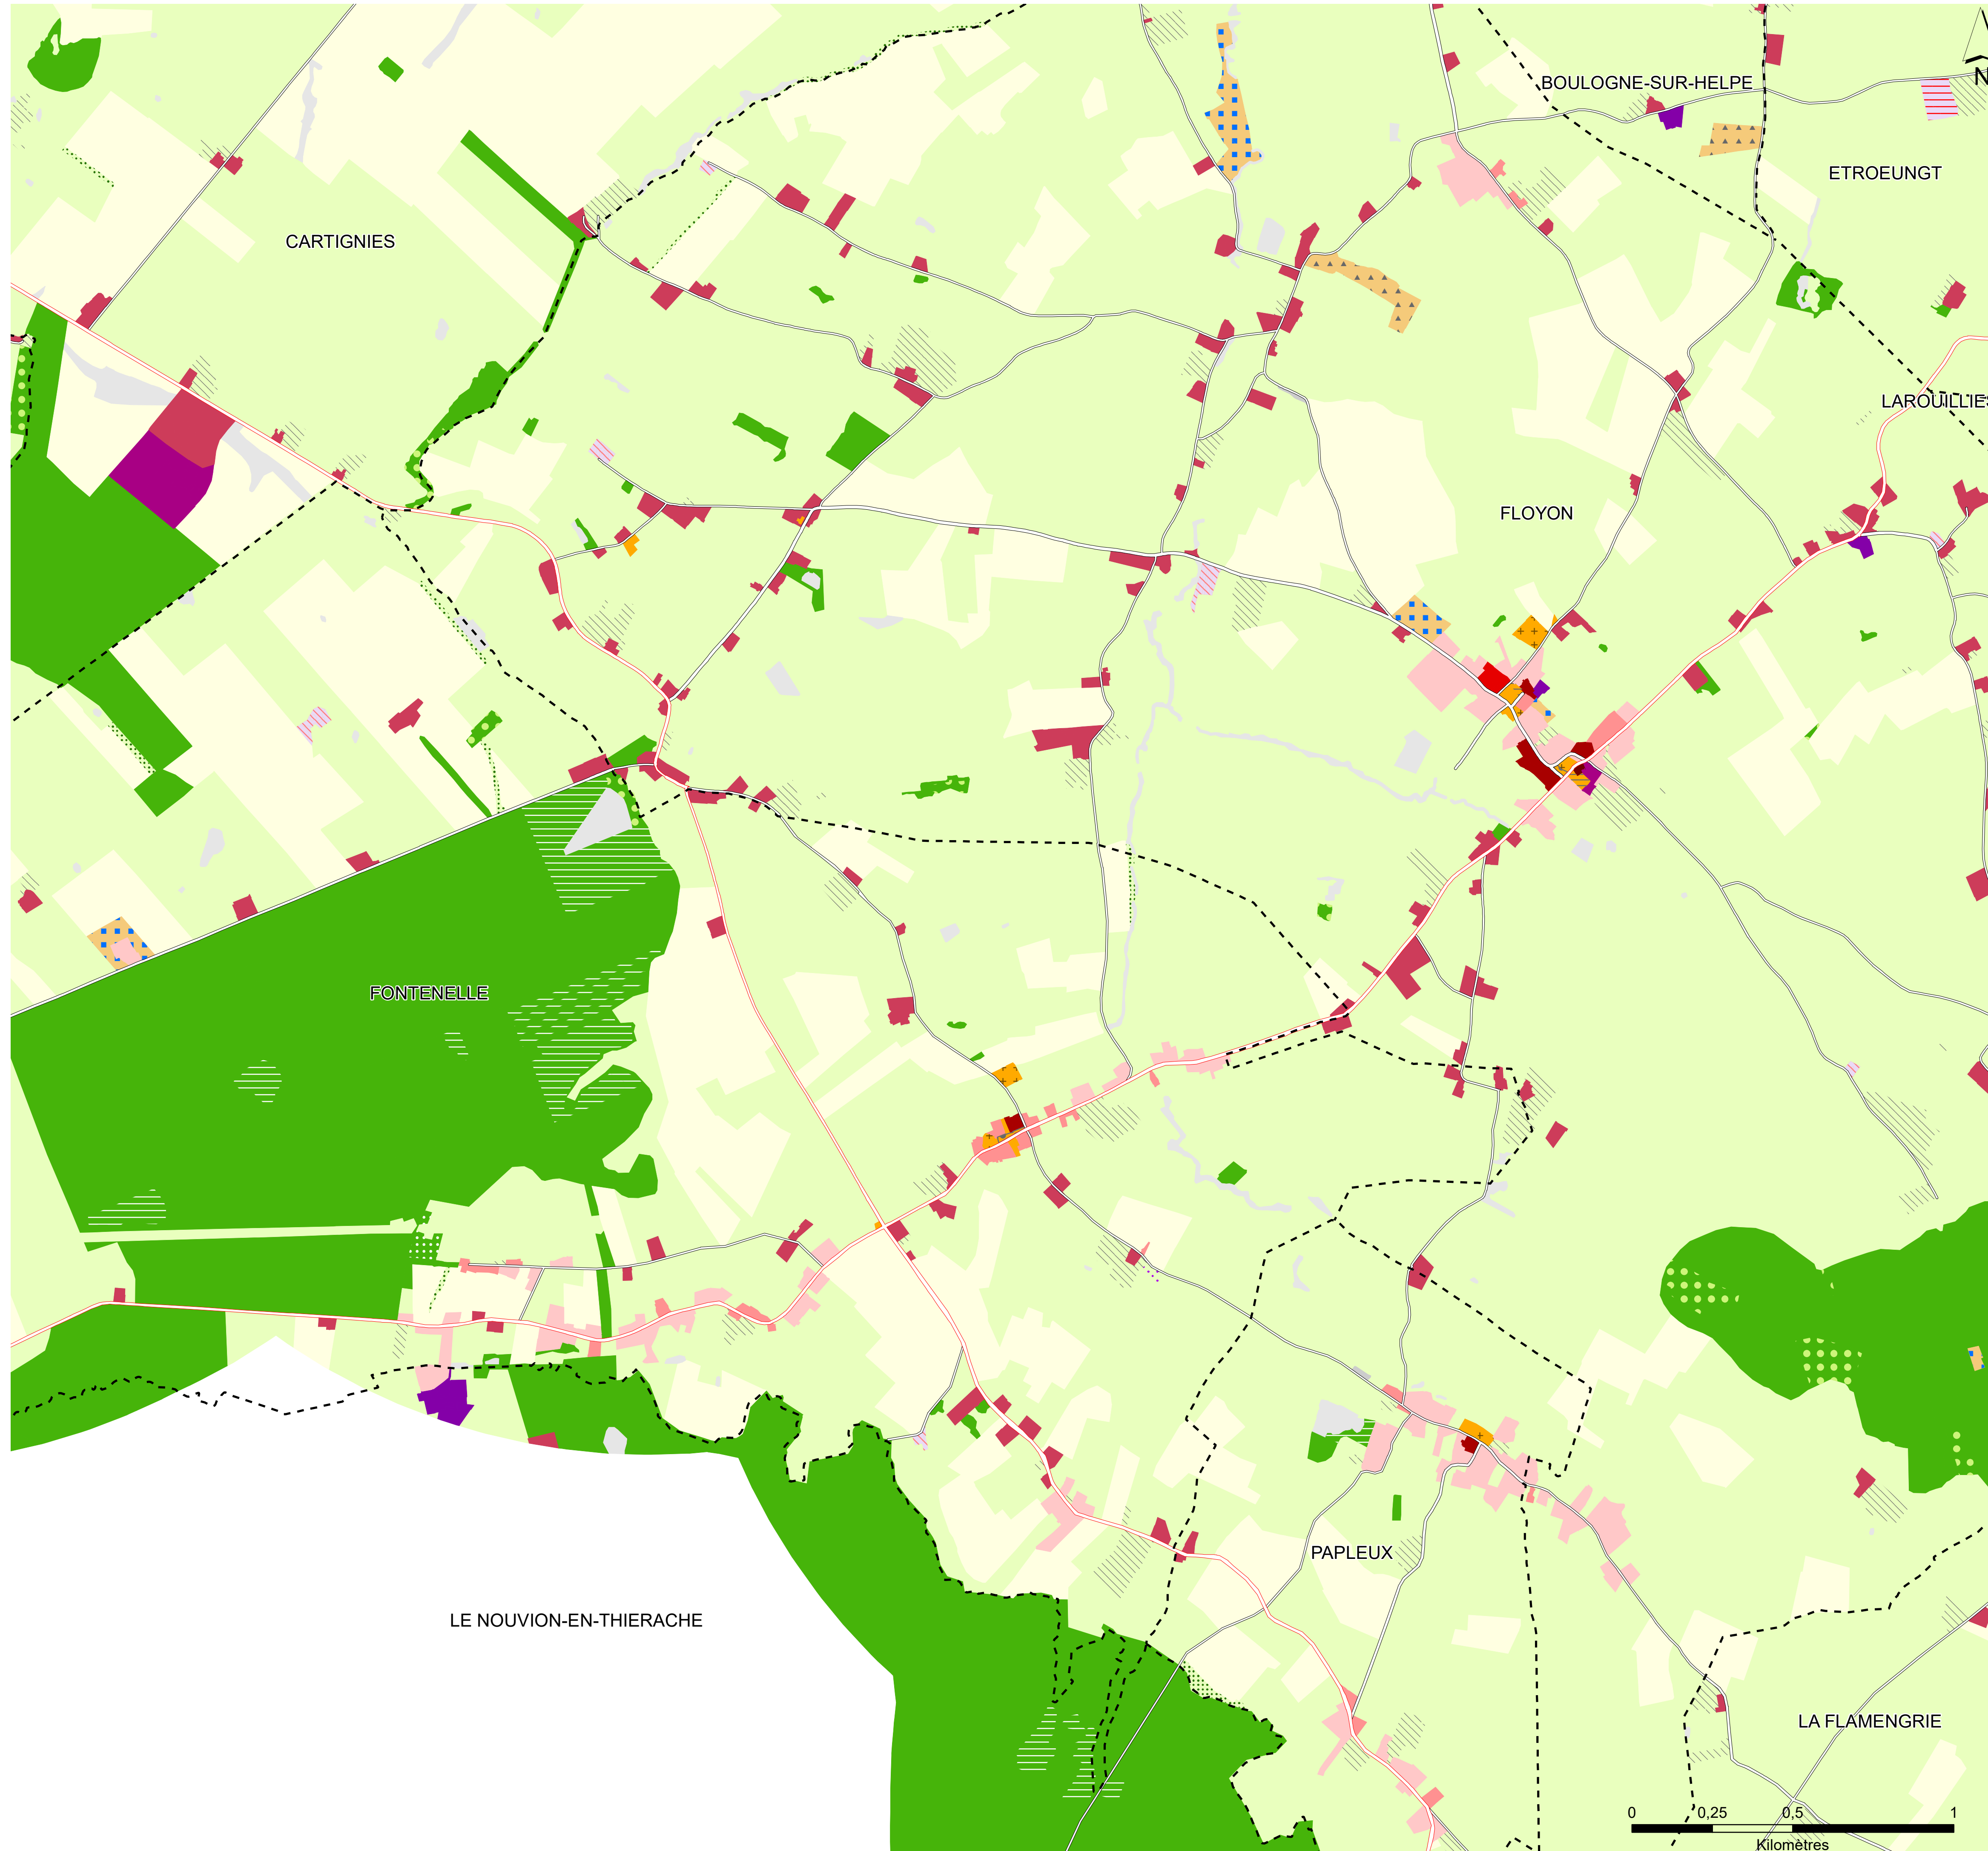 N
BOULOGNE-SUR-HELPE
ETROEUNGT
CARTIGNIES
LAROUILLIES
FLOYON
FONTENELLE
PAPLEUX
LE NOUVION-EN-THIERACHE
LA FLAMENGRIE
0 0,25 0,5 1
Kilomètres